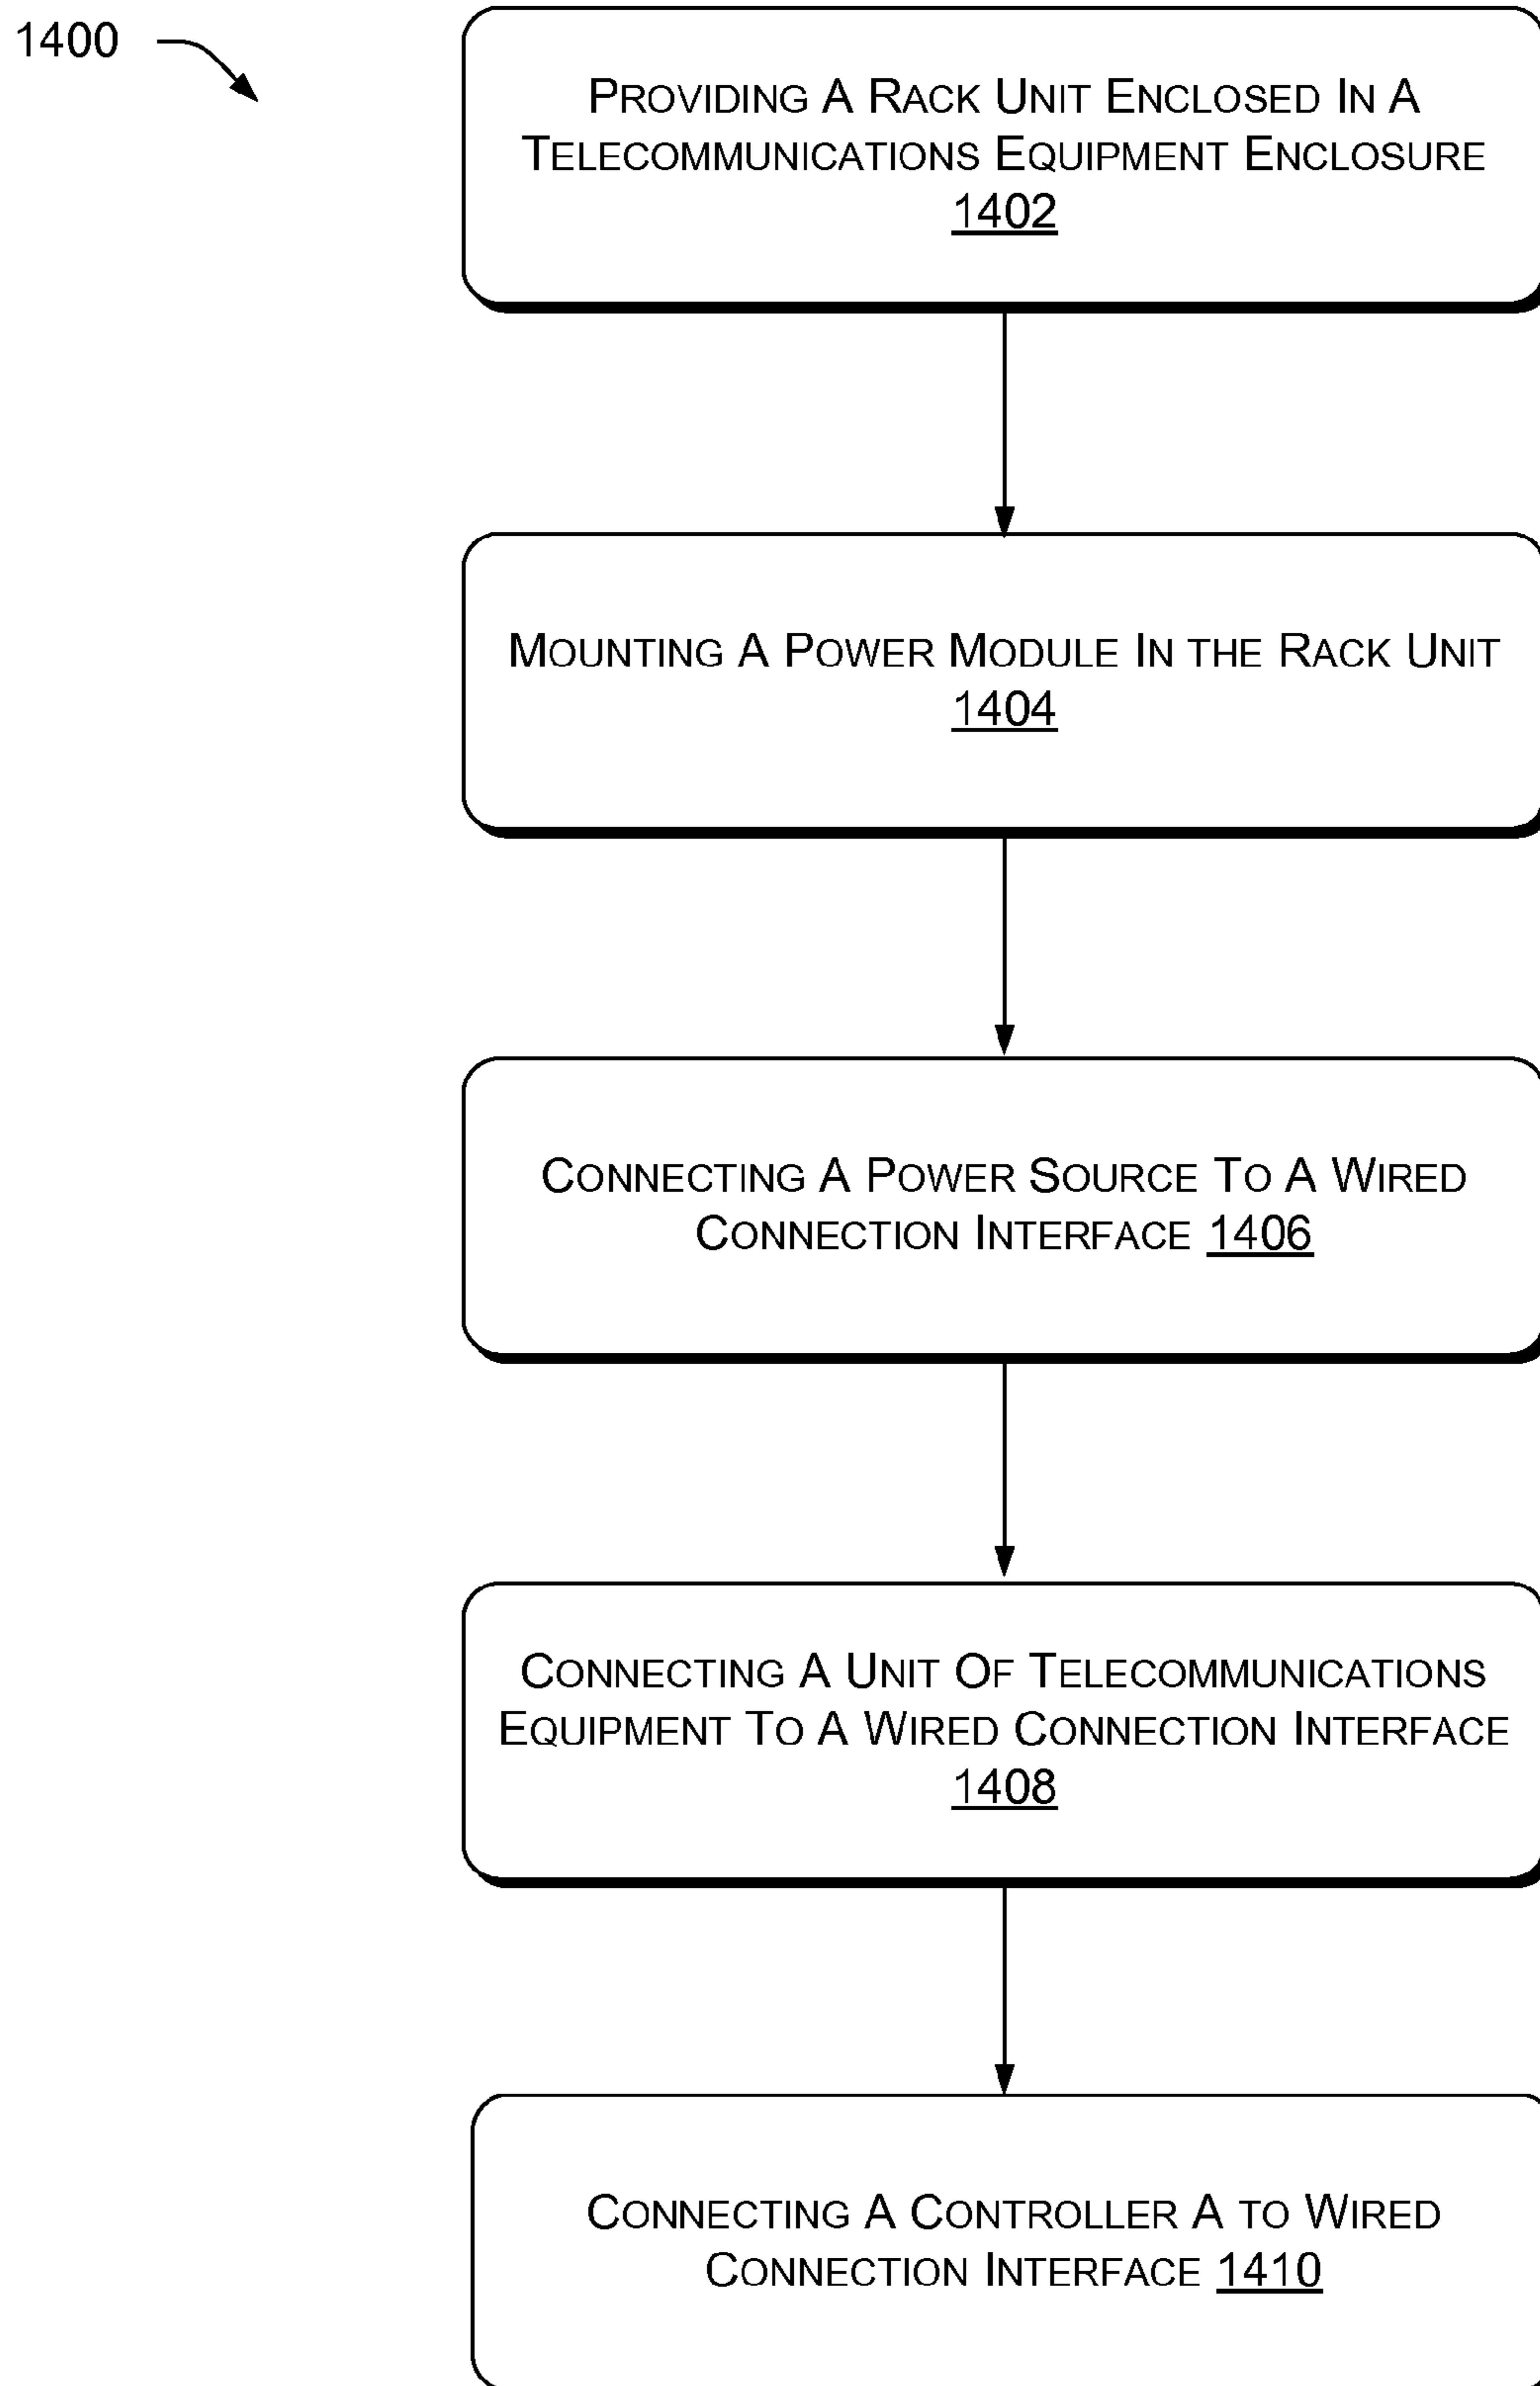 1400
PROVIDING A RACK UNIT ENCLOSED IN A
TELECOMMUNICATIONS EQUIPMENT ENCLOSURE
1402
MOUNTING A POWER MODULE IN THE RACK UNIT
1404
CONNECTING A POWER SOURCE TO A WIRED
CONNECTION INTERFACE 1406
CONNECTING A UNIT OF TELECOMMUNICATIONS
EQUIPMENT TO A WIRED CONNECTION INTERFACE
1408
CONNECTING A CONTROLLER A TO WIRED
CONNECTION INTERFACE 1410